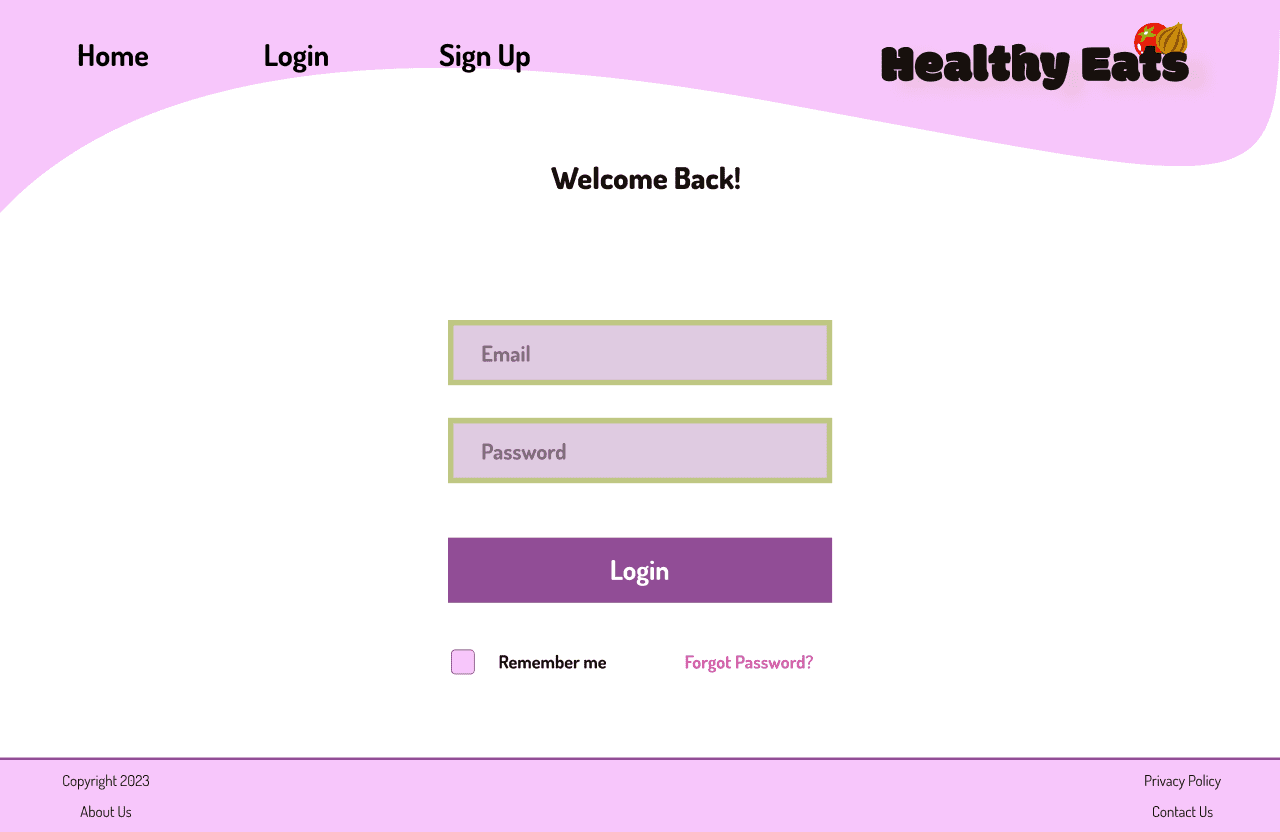 Home
Login
Sign Up
Healthy Eats
Welcome Back!
Email
Password
Login
Remember me
Forgot Password?
Copyright 2023
Privacy Policy
About Us
Contact Us